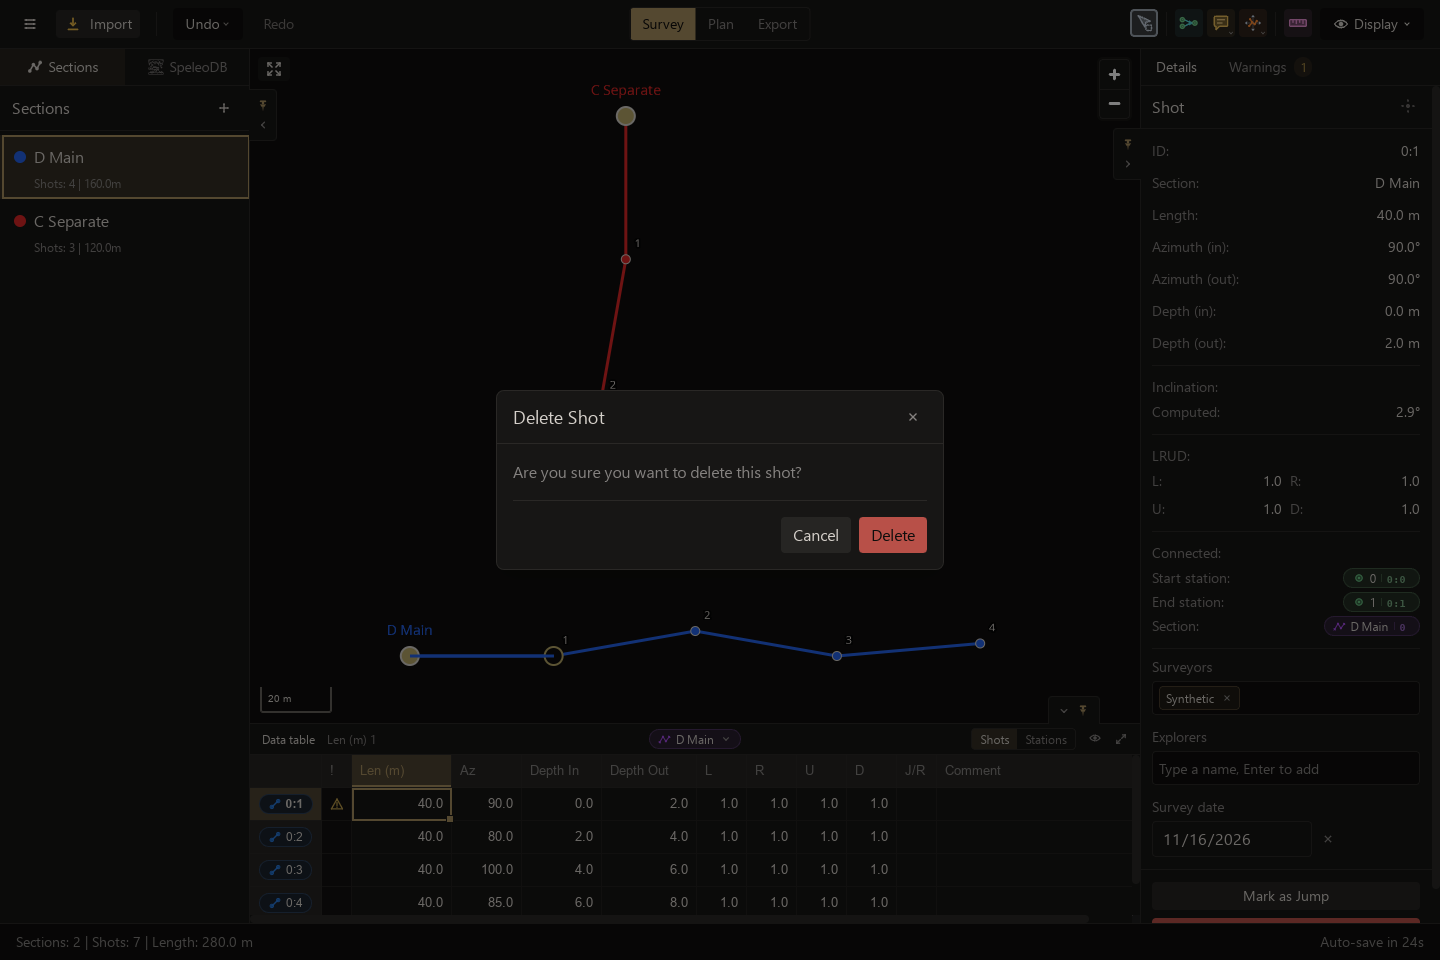 Import
Undo
Redo
Survey
Plan
Export
Display
Sections
SpeleoDB
Sections
D Main
Shots: 4 | 160.0m
C Separate
Shots: 3 | 120.0m
C Separate
1
2
D Main
1
2
3
4
20 m
Delete Shot
Are you sure you want to delete this shot?
Cancel
Delete
Data table
Len (m) 1
D Main
Shots
Stations
! Len (m) Az Depth In Depth Out L R U D J/R Comment
0:1 40.0 90.0 0.0 2.0 1.0 1.0 1.0 1.0
0:2 40.0 80.0 2.0 4.0 1.0 1.0 1.0 1.0
0:3 40.0 100.0 4.0 6.0 1.0 1.0 1.0 1.0
0:4 40.0 85.0 6.0 8.0 1.0 1.0 1.0 1.0
Details
Warnings 1
Shot
ID: 0:1
Section: D Main
Length: 40.0 m
Azimuth (in): 90.0°
Azimuth (out): 90.0°
Depth (in): 0.0 m
Depth (out): 2.0 m
Inclination:
Computed: 2.9°
LRUD:
L: 1.0 R: 1.0
U: 1.0 D: 1.0
Connected:
Start station: 0 0:0
End station: 1 0:1
Section: D Main 0
Surveyors
Synthetic ×
Explorers
Type a name, Enter to add
Survey date
11/16/2026 ×
Mark as Jump
Sections: 2 | Shots: 7 | Length: 280.0 m
Auto-save in 24s